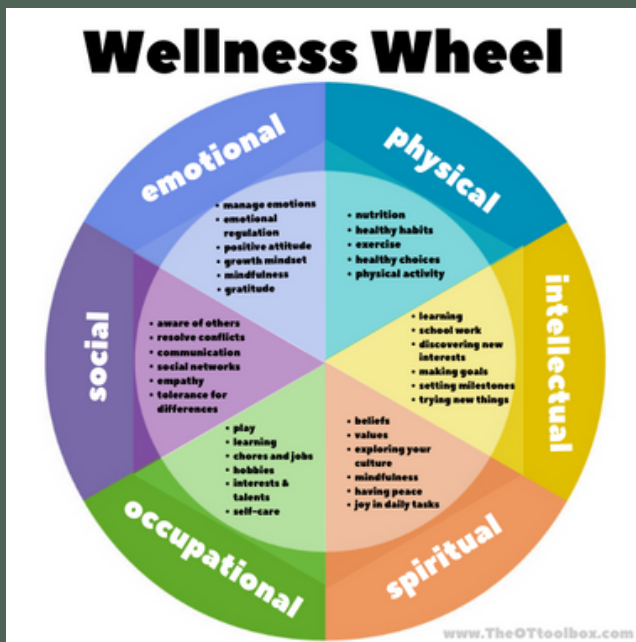 Wellness Wheel
emotional
• manage emotions
• emotional
regulation
• positive attitude
• growth mindset
• mindfulness
• gratitude
physical
• nutrition
• healthy habits
• exercise
• healthy choices
• physical activity
intellectual
• learning
• school work
• discovering new
interests
• making goals
• setting milestones
• trying new things
spiritual
• beliefs
• values
• exploring your
culture
• mindfulness
• having peace
• joy in daily tasks
occupational
• play
• learning
• chores and jobs
• hobbies
• interests &
talents
• self-care
social
• aware of others
• resolve conflicts
• communication
• social networks
• empathy
• tolerance for
differences
www.TheOTtoolbox.com